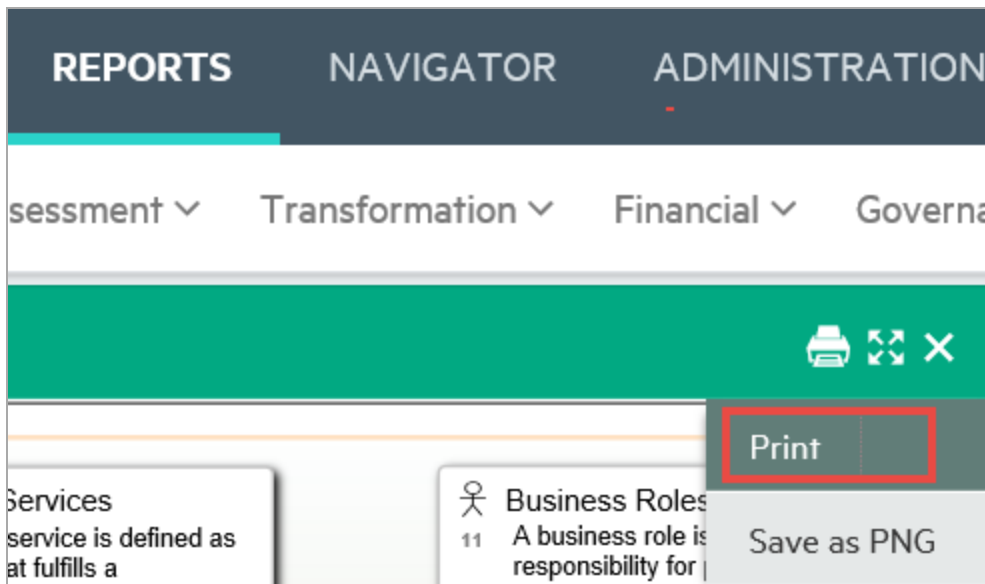 REPORTS NAVIGATOR ADMINISTRATION
sessment Transformation Financial Governa
Print
Save as PNG
Services
service is defined as
at fulfills a
Business Roles
11 A business role is
responsibility for